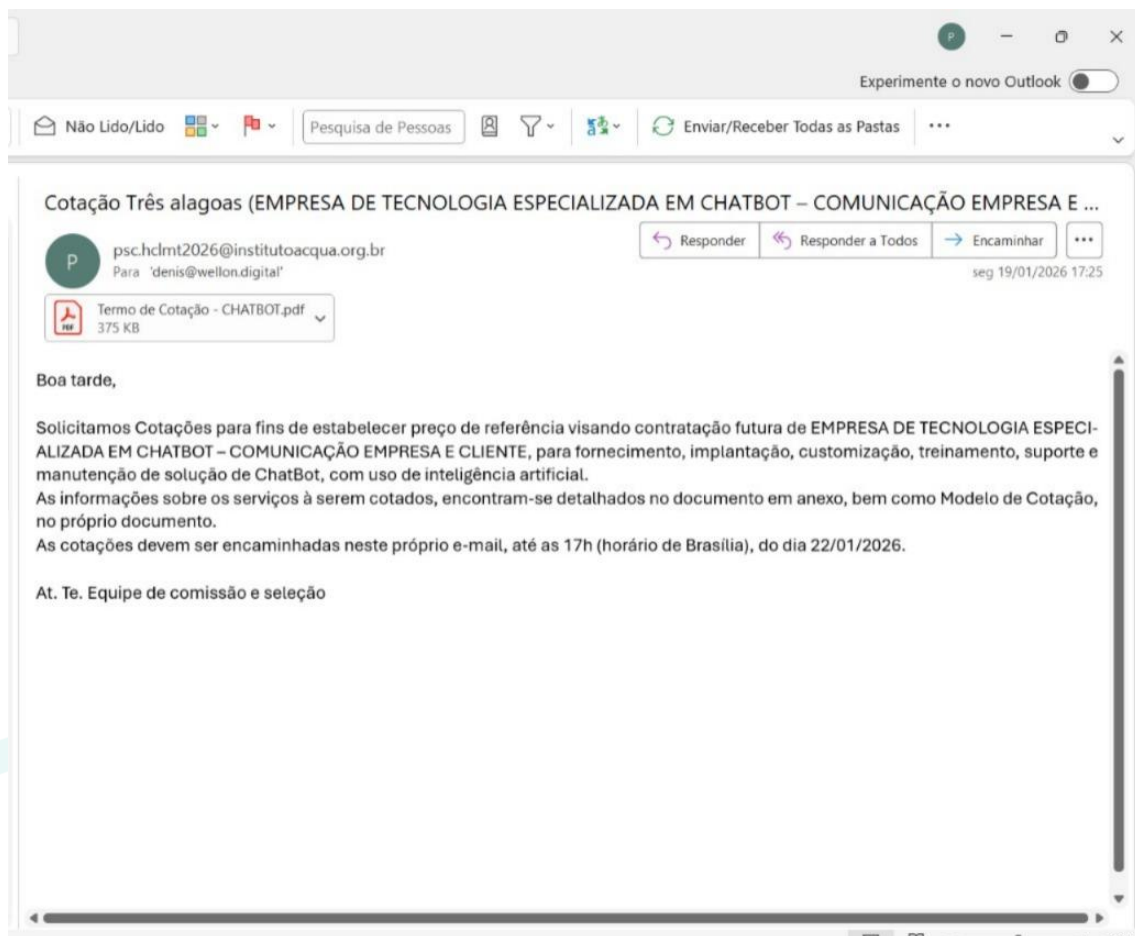 P
Experimente o novo Outlook
Não Lido/Lido
Pesquisa de Pessoas
Enviar/Receber Todas as Pastas
Cotação Três alagoas (EMPRESA DE TECNOLOGIA ESPECIALIZADA EM CHATBOT – COMUNICAÇÃO EMPRESA E ...
P
psc.hclmt2026@institutoacqua.org.br
Para 'denis@wellon.digital'
Responder
Responder a Todos
Encaminhar
seg 19/01/2026 17:25
PDF
Termo de Cotação - CHATBOT.pdf
375 KB
Boa tarde,
Solicitamos Cotações para fins de estabelecer preço de referência visando contratação futura de EMPRESA DE TECNOLOGIA ESPECI-
ALIZADA EM CHATBOT – COMUNICAÇÃO EMPRESA E CLIENTE, para fornecimento, implantação, customização, treinamento, suporte e
manutenção de solução de ChatBot, com uso de inteligência artificial.
As informações sobre os serviços à serem cotados, encontram-se detalhados no documento em anexo, bem como Modelo de Cotação,
no próprio documento.
As cotações devem ser encaminhadas neste próprio e-mail, até as 17h (horário de Brasília), do dia 22/01/2026.
At. Te. Equipe de comissão e seleção